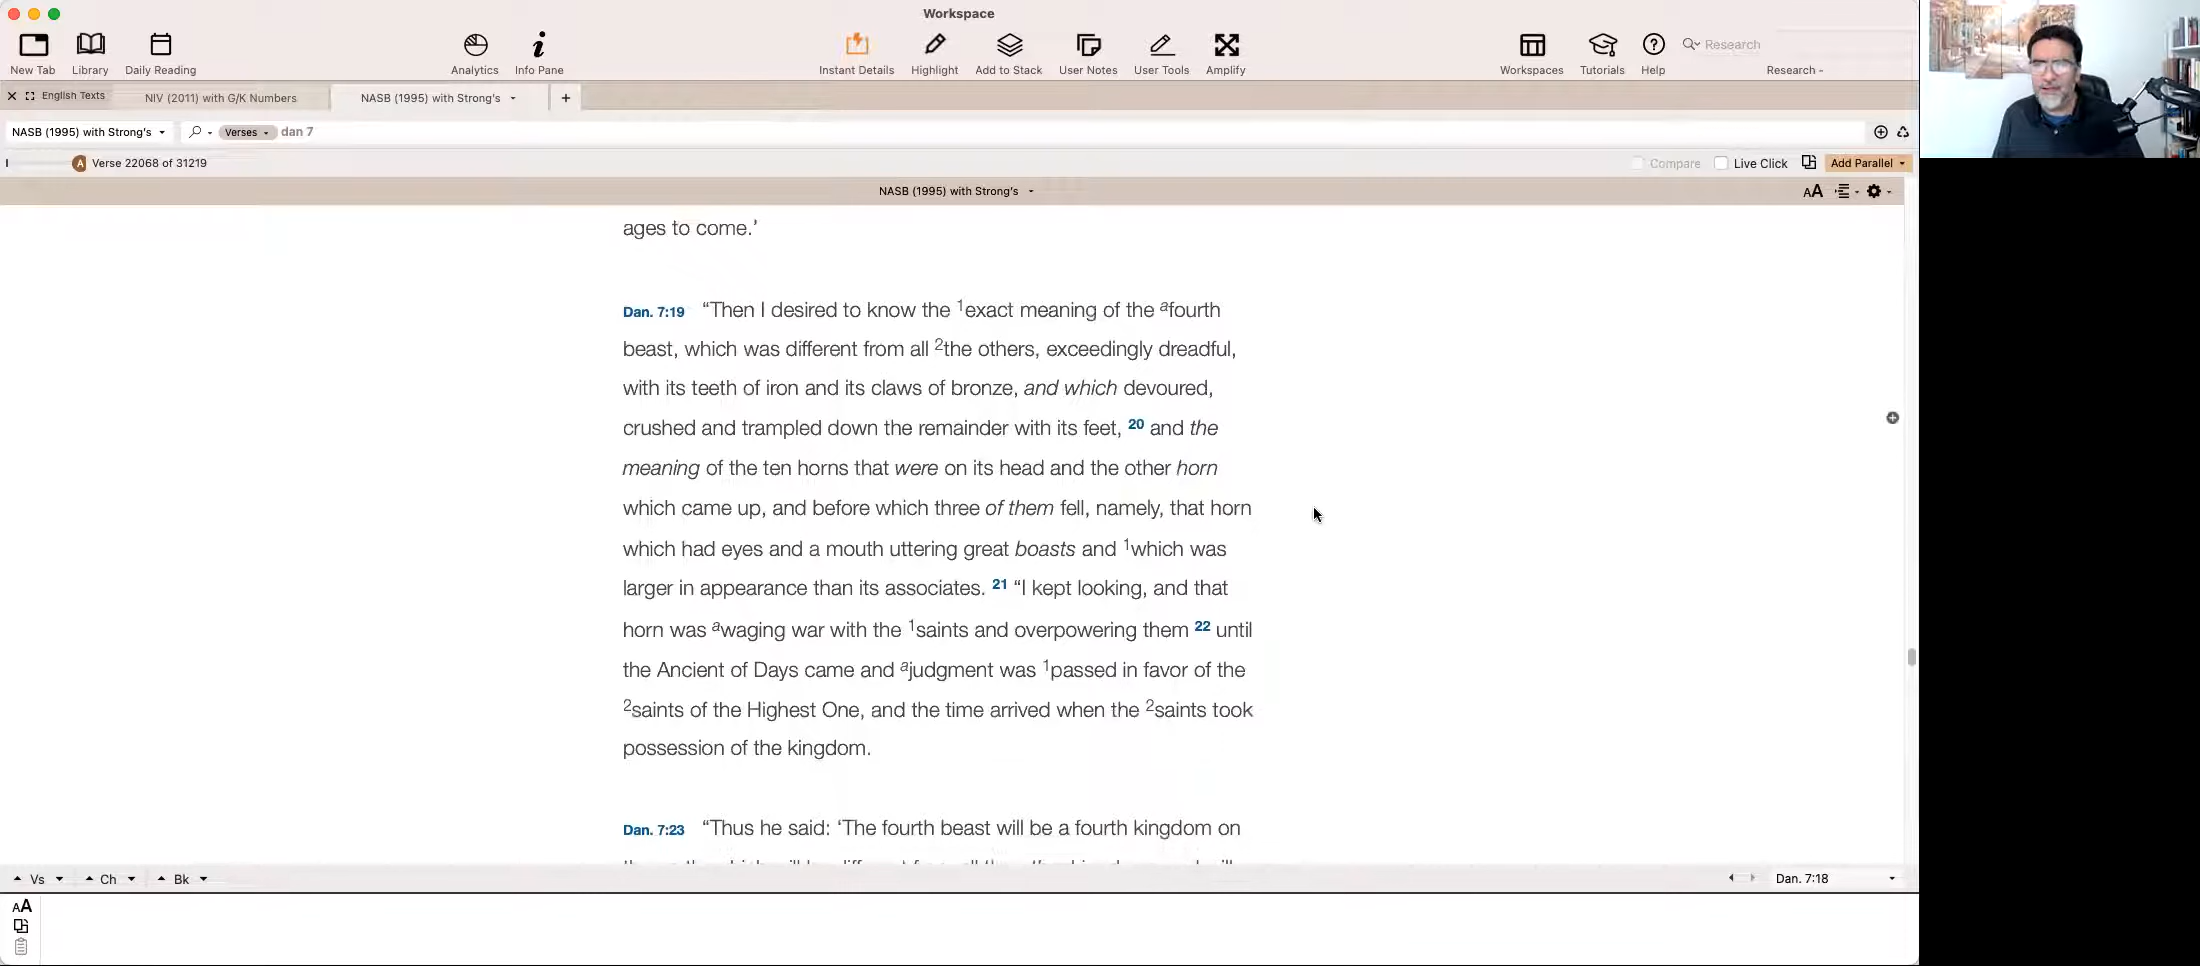 Workspace
New Tab Library Daily Reading Analytics Info Pane Instant Details Highlight Add to Stack User Notes User Tools Amplify Workspaces Tutorials Help Research Research
English Texts NIV (2011) with G/K Numbers NASB (1995) with Strong's +
NASB (1995) with Strong's Verses dan 7
A Verse 22068 of 31219 Compare Live Click Add Parallel
NASB (1995) with Strong's AA
ages to come.’
Dan. 7:19 “Then I desired to know the 1exact meaning of the afourth
beast, which was different from all 2the others, exceedingly dreadful,
with its teeth of iron and its claws of bronze, and which devoured,
crushed and trampled down the remainder with its feet, 20 and the
meaning of the ten horns that were on its head and the other horn
which came up, and before which three of them fell, namely, that horn
which had eyes and a mouth uttering great boasts and 1which was
larger in appearance than its associates. 21 “I kept looking, and that
horn was awaging war with the 1saints and overpowering them 22 until
the Ancient of Days came and ajudgment was 1passed in favor of the
2saints of the Highest One, and the time arrived when the 2saints took
possession of the kingdom.
Dan. 7:23 “Thus he said: ‘The fourth beast will be a fourth kingdom on
Vs Ch Bk Dan. 7:18
AA